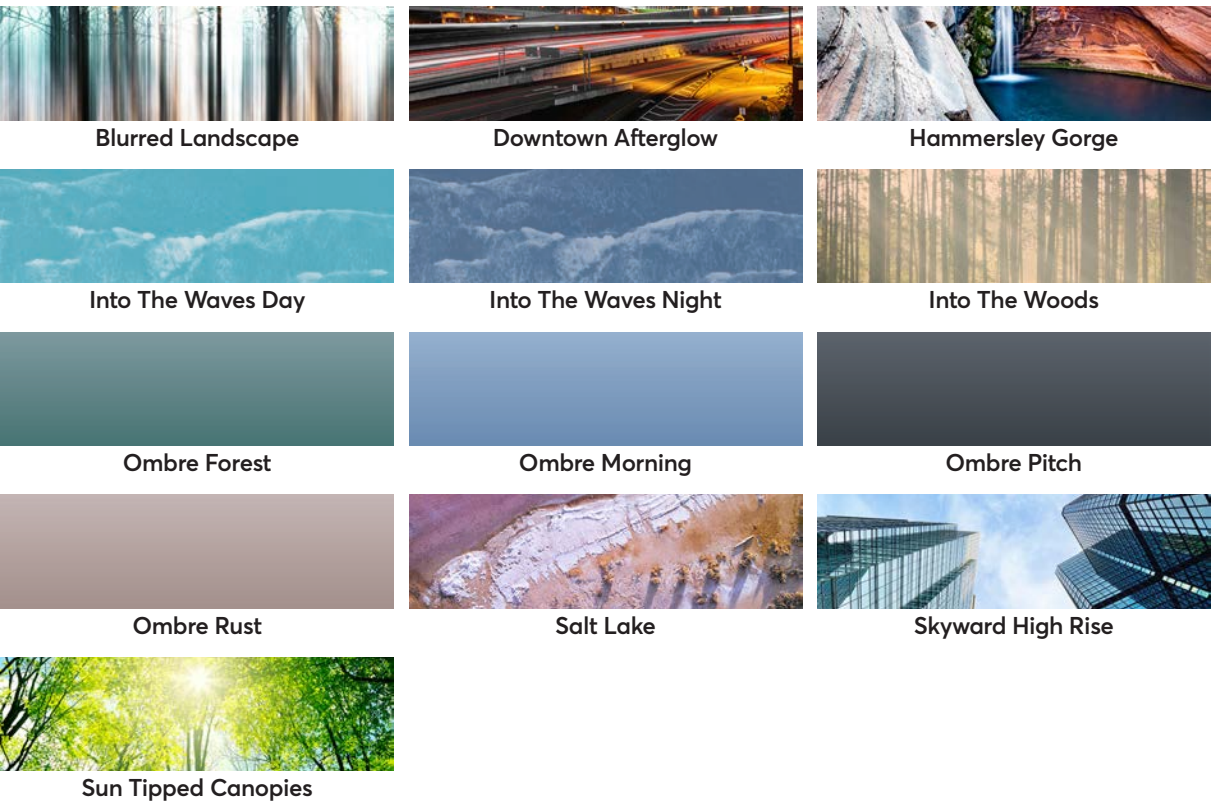 Blurred Landscape
Downtown Afterglow
Hammersley Gorge
Into The Waves Day
Into The Waves Night
Into The Woods
Ombre Forest
Ombre Morning
Ombre Pitch
Ombre Rust
Salt Lake
Skyward High Rise
Sun Tipped Canopies